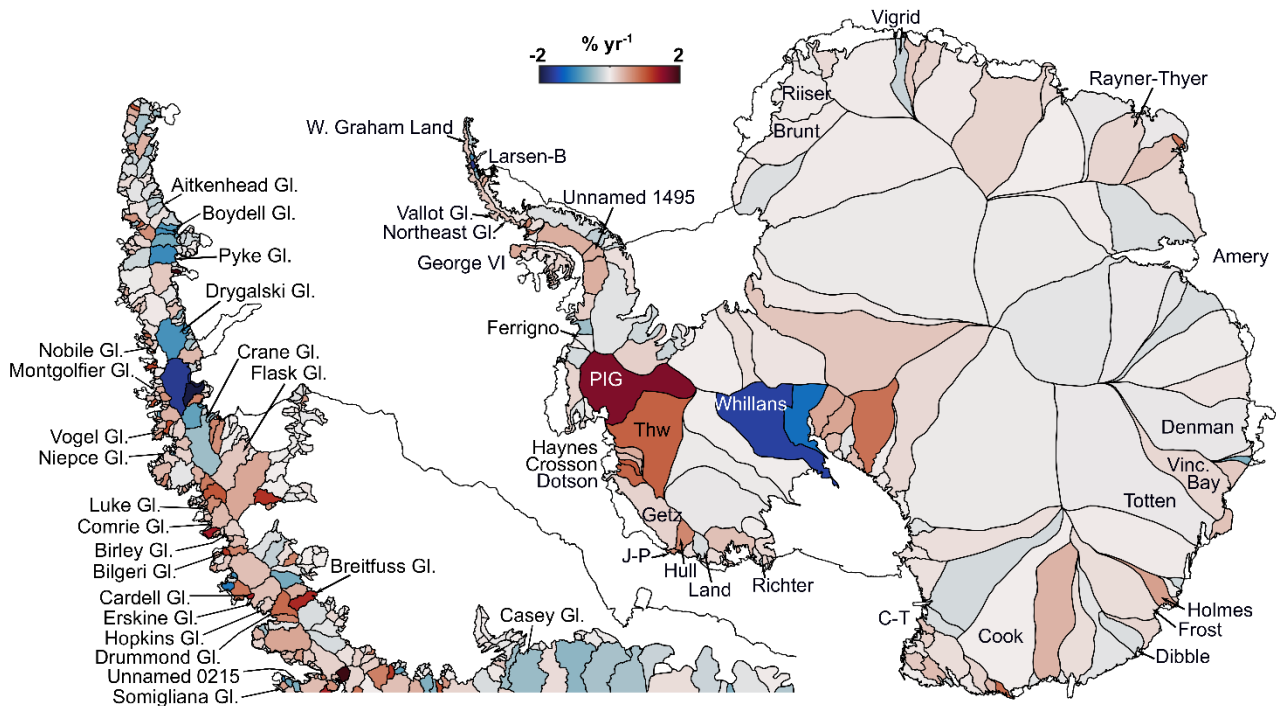 % yr-1
-2
2
Vigrid
Riiser
Brunt
Rayner-Thyer
Amery
W. Graham Land
Larsen-B
Unnamed 1495
Vallot Gl.
Northeast Gl.
George VI
Ferrigno
PIG
Thw
Whillans
Haynes
Crosson
Dotson
Getz
J-P
Hull
Land
Richter
Denman
Vinc.
Bay
Totten
C-T
Cook
Holmes
Frost
Dibble
Aitkenhead Gl.
Boydell Gl.
Pyke Gl.
Drygalski Gl.
Nobile Gl.
Montgolfier Gl.
Crane Gl.
Flask Gl.
Vogel Gl.
Niepce Gl.
Luke Gl.
Comrie Gl.
Birley Gl.
Bilgeri Gl.
Breitfuss Gl.
Cardell Gl.
Erskine Gl.
Hopkins Gl.
Drummond Gl.
Unnamed 0215
Somigliana Gl.
Casey Gl.